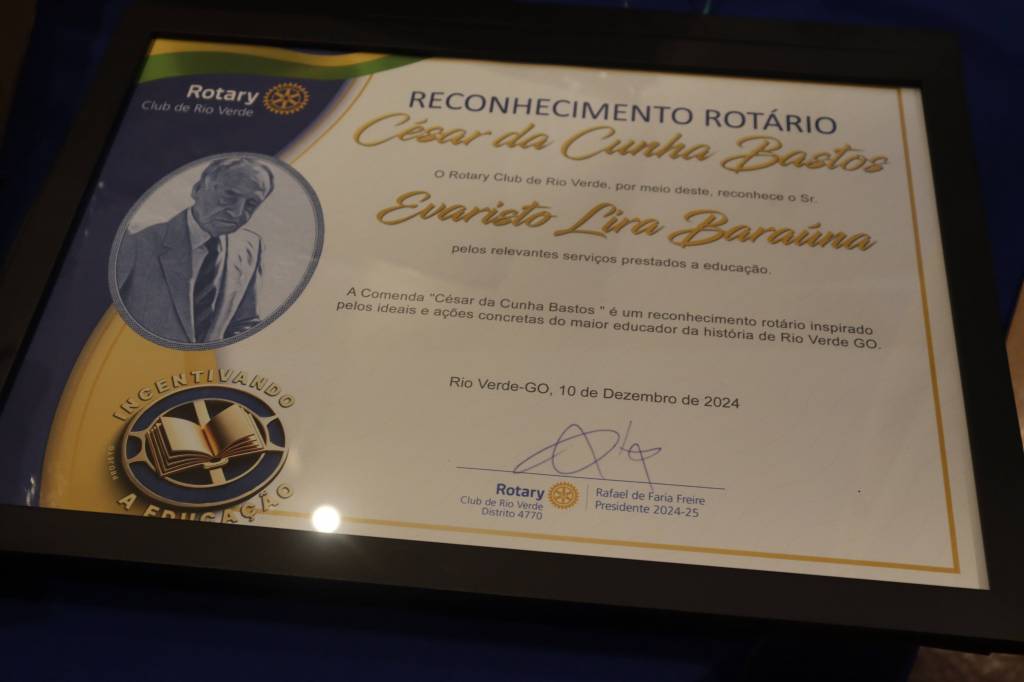 Rotary
Club de Rio Verde
RECONHECIMENTO ROTÁRIO
César da Cunha Bastos
O Rotary Club de Rio Verde, por meio deste, reconhece o Sr.
Evaristo Lira Baraúna
pelos relevantes serviços prestados a educação.
A Comenda "César da Cunha Bastos " é um reconhecimento rotário inspirado
pelos ideais e ações concretas do maior educador da história de Rio Verde GO.
Rio Verde-GO, 10 de Dezembro de 2024
PROJETO
INCENTIVANDO
A EDUCAÇÃO
Rotary
Club de Rio Verde
Distrito 4770
Rafael de Faria Freire
Presidente 2024-25